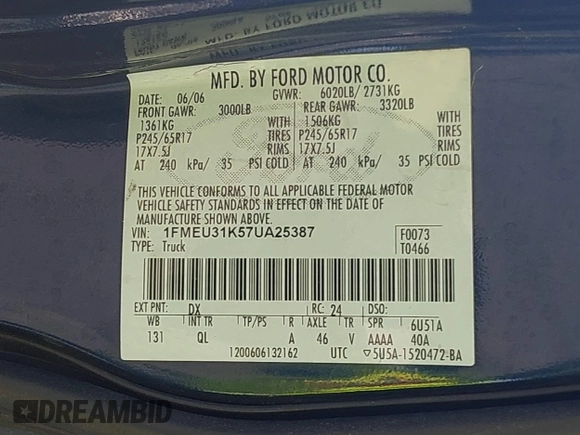 MFD. BY FORD MOTOR CO.
DATE: 06/06 GVWR: 6020LB/ 2731KG
FRONT GAWR: 3000LB REAR GAWR: 3320LB
1361KG WITH 1506KG WITH
P245/65R17 TIRES P245/65R17 TIRES
17X7.5J RIMS 17X7.5J RIMS
AT 240 kPa/ 35 PSI COLD AT 240 kPa/ 35 PSI COLD
THIS VEHICLE CONFORMS TO ALL APPLICABLE FEDERAL MOTOR
VEHICLE SAFETY STANDARDS IN EFFECT ON THE DATE OF
MANUFACTURE SHOWN ABOVE.
VIN: 1FMEU31K57UA25387 F0073
TYPE: Truck T0466
EXT PNT: DX RC: 24 DSO:
WB INT TR TP/PS R AXLE TR SPR 6U51A
131 QL A 46 V AAAA 40A
1200606132162 UTC ▽5U5A-1520472-BA
DREAMBID